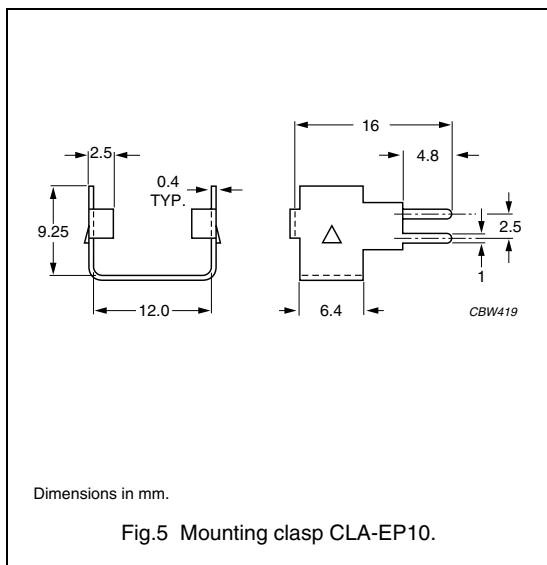 16
2.5
4.8
0.4
TYP.
9.25
2.5
1
12.0
6.4
CBW419
Dimensions in mm.
Fig.5 Mounting clasp CLA-EP10.